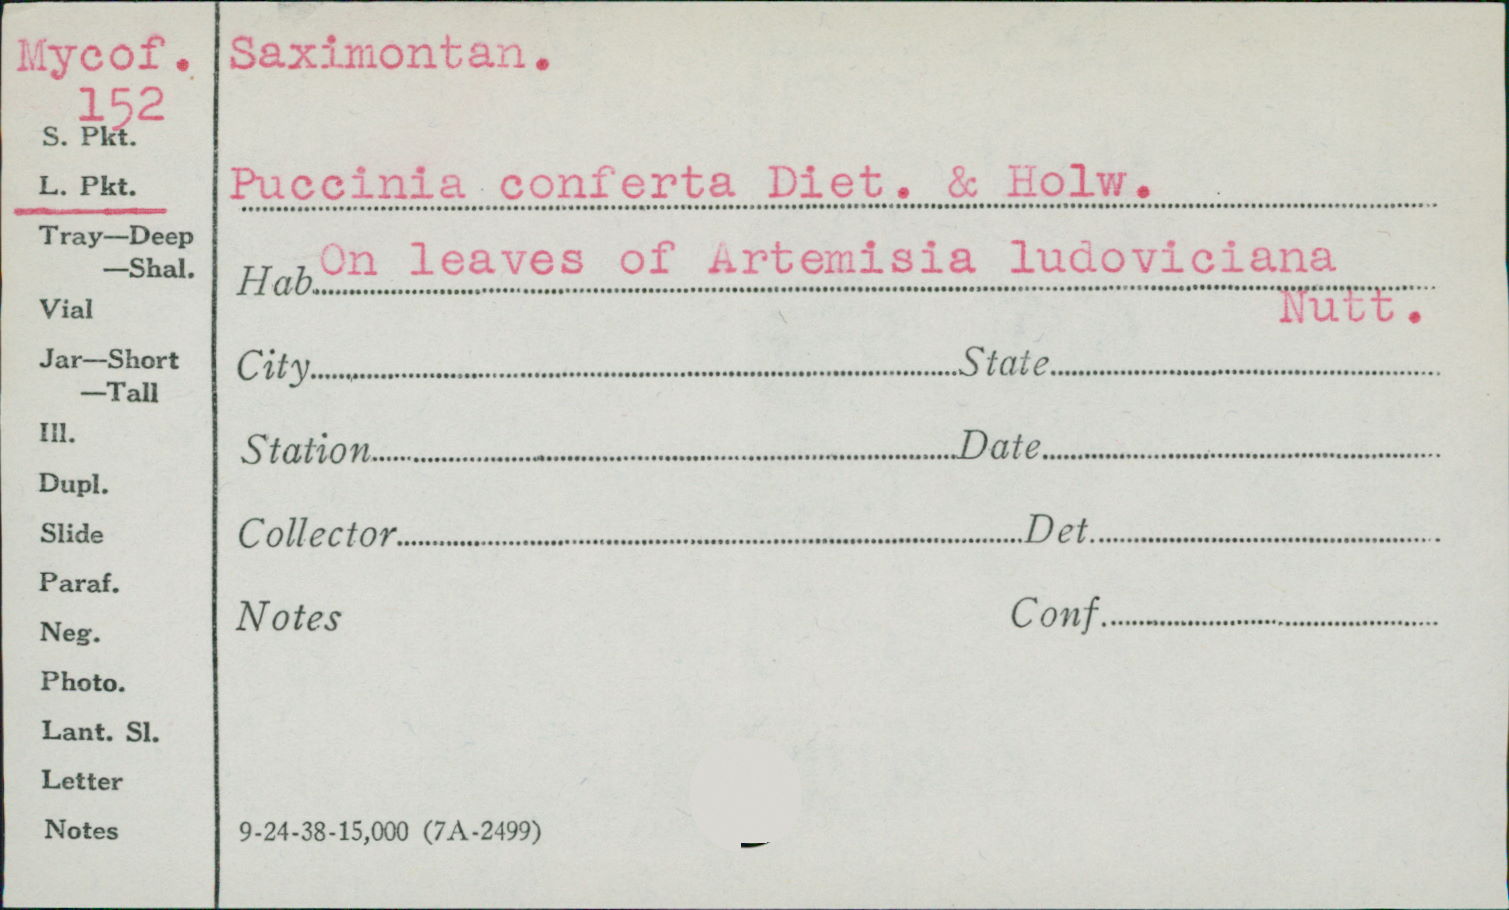 Mycof. Saximontan.
152
S. Pkt.
L. Pkt.
Puccinia conferta Diet. & Holw.
Tray—Deep
—Shal.
Hab. On leaves of Artemisia ludoviciana
Nutt.
Vial
Jar—Short
—Tall
City State
Ill.
Station Date
Dupl.
Slide
Collector Det.
Paraf.
Neg.
Notes Conf.
Photo.
Lant. Sl.
Letter
Notes
9-24-38-15,000 (7A-2499)